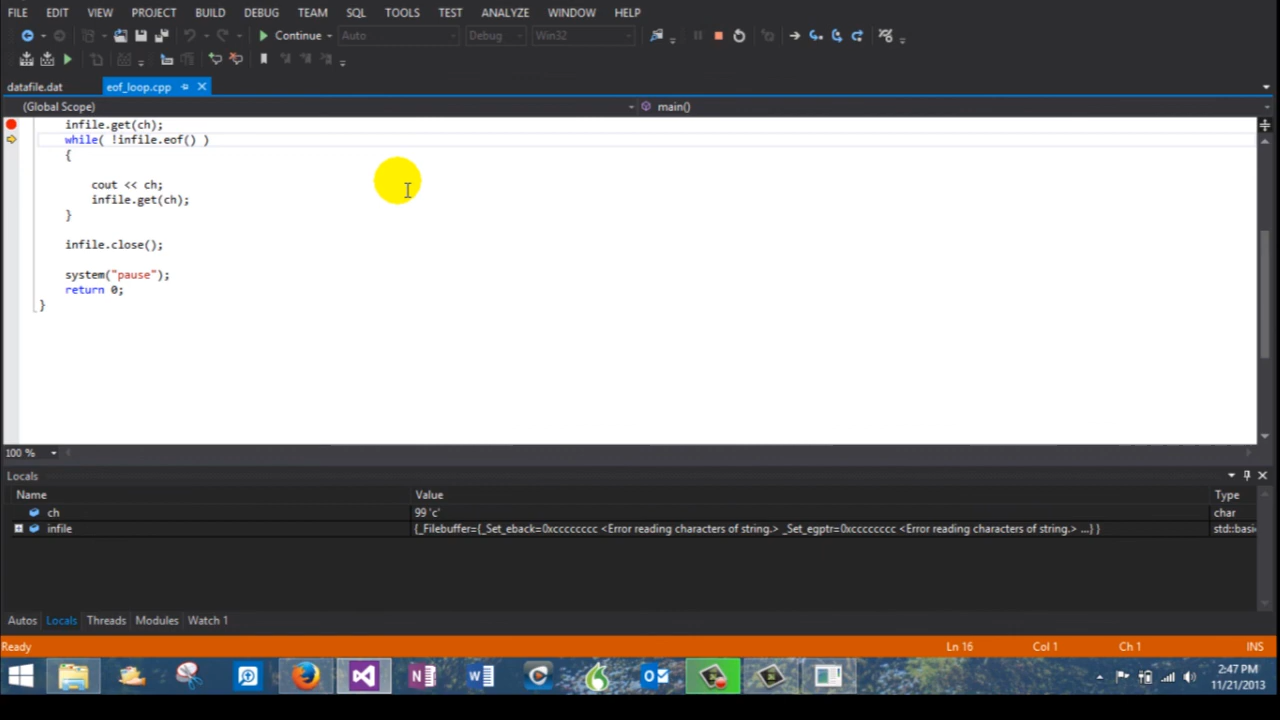 FILE EDIT VIEW PROJECT BUILD DEBUG TEAM SQL TOOLS TEST ANALYZE WINDOW HELP
Continue Auto Debug Win32
datafile.dat eof_loop.cpp
(Global Scope) main()
infile.get(ch);
while( !infile.eof() )
{
cout << ch;
infile.get(ch);
}
infile.close();
system("pause");
return 0;
}
100 %
Locals
Name Value Type
ch 99 'c' char
infile {_Filebuffer={_Set_eback=0xcccccccc <Error reading characters of string.> _Set_egptr=0xcccccccc <Error reading characters of string.> ...} } std::basi
Autos Locals Threads Modules Watch 1
Ready Ln 16 Col 1 Ch 1 INS
2:47 PM
11/21/2013